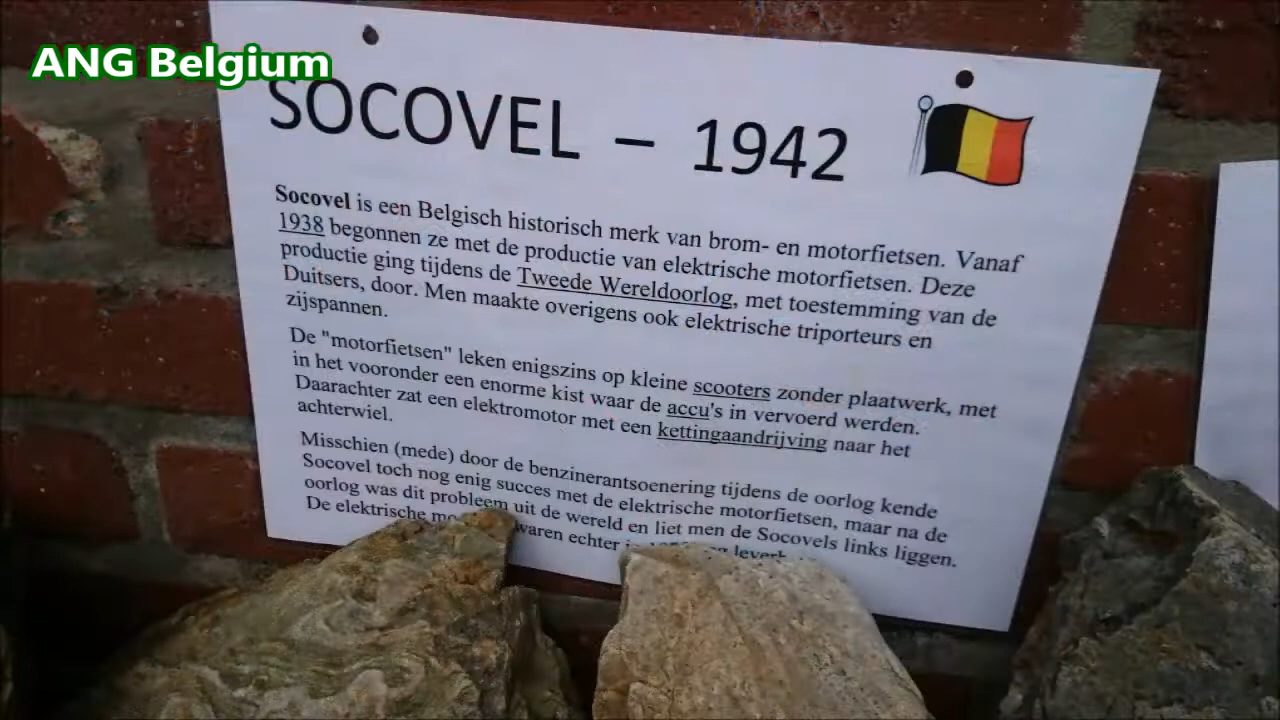 ANG Belgium
SOCOVEL – 1942
Socovel is een Belgisch historisch merk van brom- en motorfietsen. Vanaf
1938 begonnen ze met de productie van elektrische motorfietsen. Deze
productie ging tijdens de Tweede Wereldoorlog, met toestemming van de
Duitsers, door. Men maakte overigens ook elektrische triporteurs en
zijspannen.
De "motorfietsen" leken enigszins op kleine scooters zonder plaatwerk, met
in het vooronder een enorme kist waar de accu's in vervoerd werden.
Daarachter zat een elektromotor met een kettingaandrijving naar het
achterwiel.
Misschien (mede) door de benzinerantsoenering tijdens de oorlog kende
Socovel toch nog enig succes met de elektrische motorfietsen, maar na de
oorlog was dit probleem uit de wereld en liet men de Socovels links liggen.
De elektrische waren echter